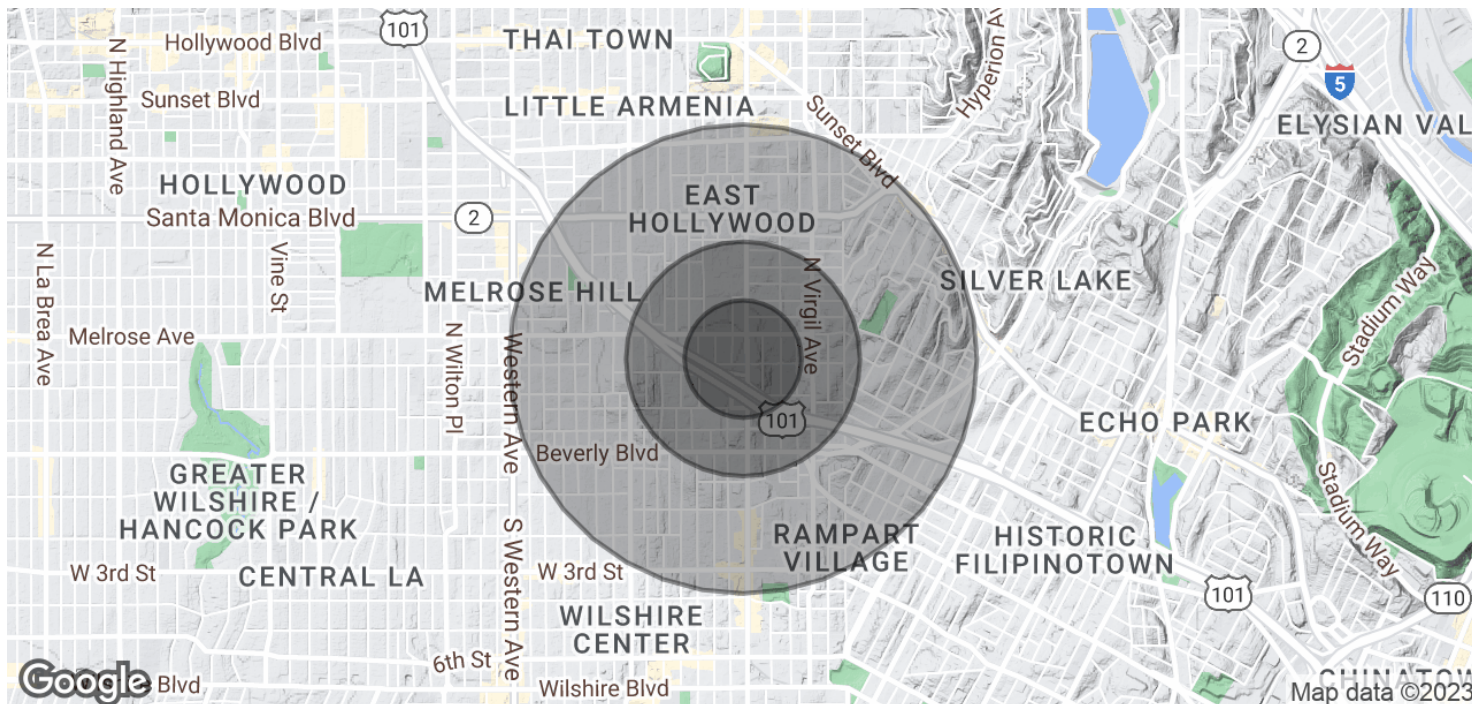 101
Hollywood Blvd
THAI TOWN
N Highland Ave
Hyperion Av
2
5
Sunset Blvd
LITTLE ARMENIA
Sunset Blvd
ELYSIAN VAL
HOLLYWOOD
EAST
HOLLYWOOD
Santa Monica Blvd
2
N La Brea Ave
Vine St
MELROSE HILL
N Virgil Ave
SILVER LAKE
Stadium Way
Melrose Ave
N Wilton Pl
Western Ave
101
ECHO PARK
Beverly Blvd
GREATER
WILSHIRE /
HANCOCK PARK
S Western Ave
RAMPART
VILLAGE
HISTORIC
FILIPINOTOWN
Stadium Way
W 3rd St
CENTRAL LA
W 3rd St
101
110
WILSHIRE
CENTER
6th St
Google
Blvd
Wilshire Blvd
CHINATOW
Map data ©2023